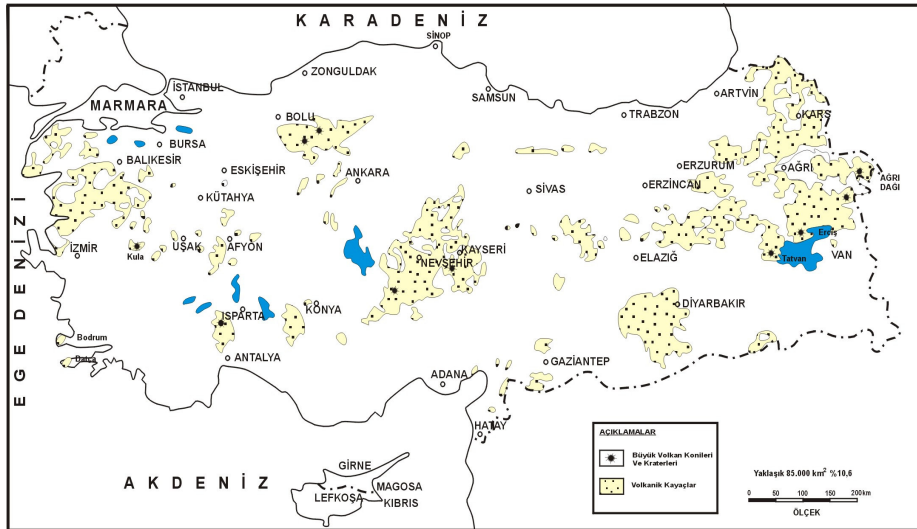 KARADENİZ
SİNOP
ZONGULDAK
İSTANBUL
SAMSUN
ARTVİN
MARMARA
BOLU
TRABZON
KARS
BURSA
BALIKESİR
ESKİŞEHİR
ANKARA
ERZURUM
AĞRI
AĞRI
DAĞI
KÜTAHYA
SİVAS
ERZİNCAN
EGE DENİZİ
İZMİR
Kula
UŞAK
AFYON
NEVŞEHİR
KAYSERİ
ELAZIĞ
Erciş
Tatvan
VAN
ISPARTA
KONYA
DİYARBAKIR
Bodrum
Datça
ANTALYA
ADANA
GAZİANTEP
HATAY
AKDENİZ
GİRNE
LEFKOŞA
MAGOSA
KIBRIS
AÇIKLAMALAR
Büyük Volkan Konileri
Ve Kraterleri
Volkanik Kayaçlar
Yaklaşık 85.000 km² %10,6
0 50 100 150 200km
ÖLÇEK